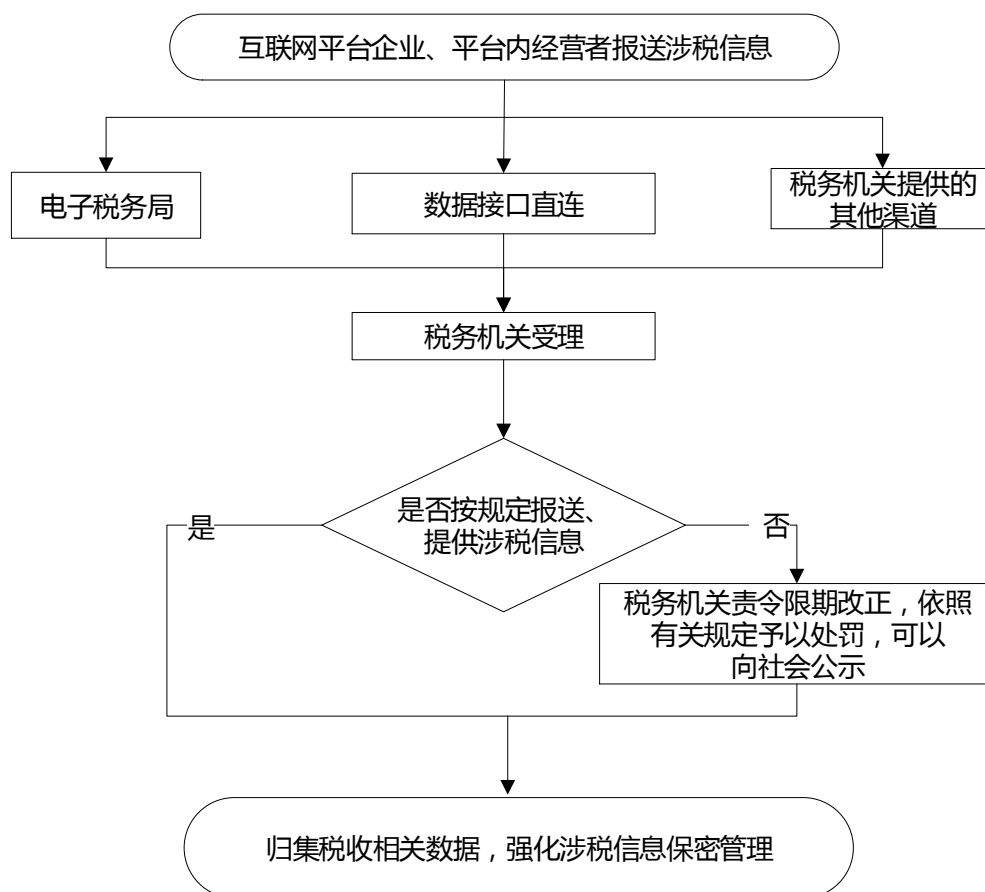 互联网平台企业、平台内经营者报送涉税信息
电子税务局
数据接口直连
税务机关提供的
其他渠道
税务机关受理
是否按规定报送、
提供涉税信息
是
否
税务机关责令限期改正，依照
有关规定予以处罚，可以
向社会公示
归集税收相关数据，强化涉税信息保密管理